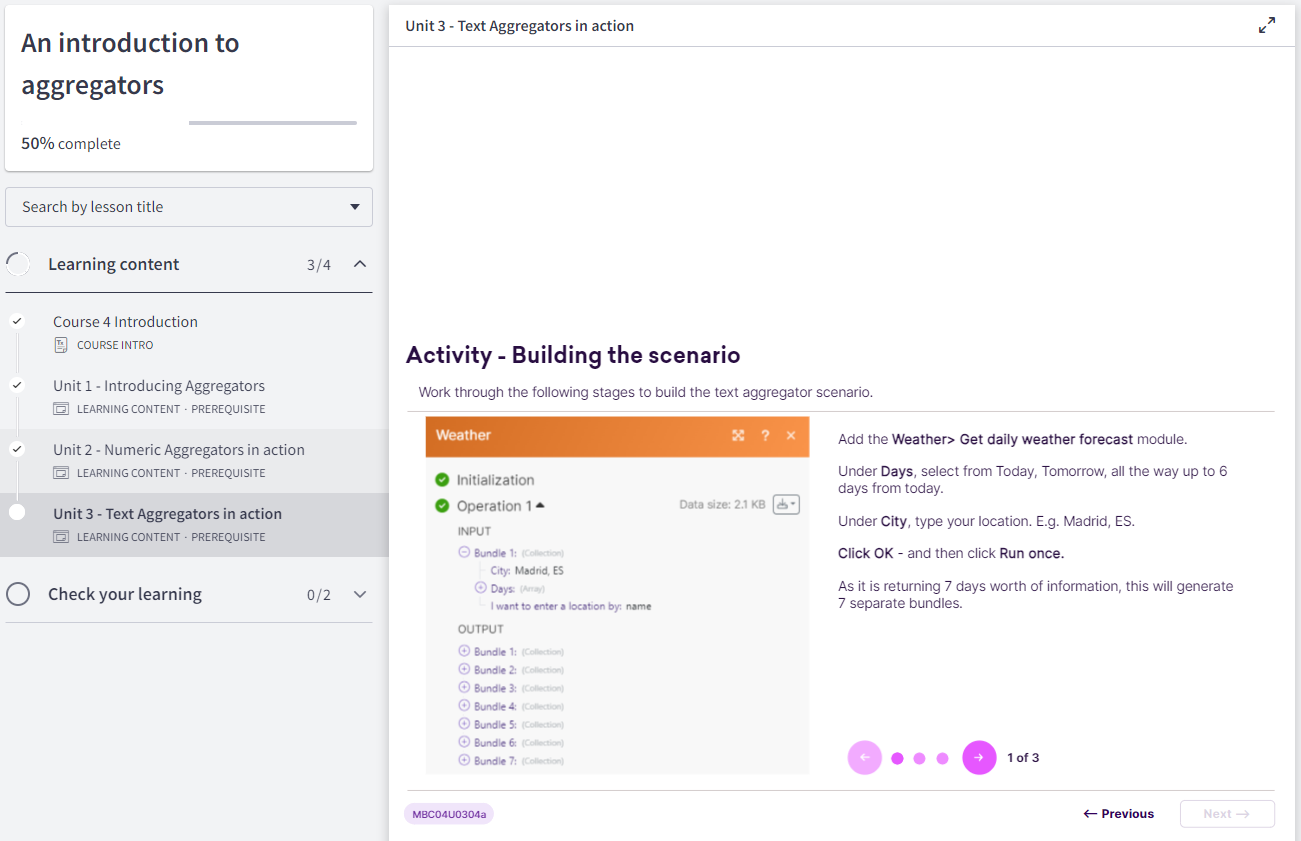 An introduction to
aggregators
50% complete
Search by lesson title
Learning content 3/4
Course 4 Introduction
COURSE INTRO
Unit 1 - Introducing Aggregators
LEARNING CONTENT · PREREQUISITE
Unit 2 - Numeric Aggregators in action
LEARNING CONTENT · PREREQUISITE
Unit 3 - Text Aggregators in action
LEARNING CONTENT · PREREQUISITE
Check your learning 0/2
Unit 3 - Text Aggregators in action
Activity - Building the scenario
Work through the following stages to build the text aggregator scenario.
Weather ?
Initialization
Operation 1 Data size: 2.1 KB
INPUT
Bundle 1: (Collection)
City: Madrid, ES
Days: (Array)
I want to enter a location by: name
OUTPUT
Bundle 1: (Collection)
Bundle 2: (Collection)
Bundle 3: (Collection)
Bundle 4: (Collection)
Bundle 5: (Collection)
Bundle 6: (Collection)
Bundle 7: (Collection)
Add the Weather> Get daily weather forecast module.
Under Days, select from Today, Tomorrow, all the way up to 6
days from today.
Under City, type your location. E.g. Madrid, ES.
Click OK - and then click Run once.
As it is returning 7 days worth of information, this will generate
7 separate bundles.
1 of 3
MBC04U0304a
← Previous
Next →